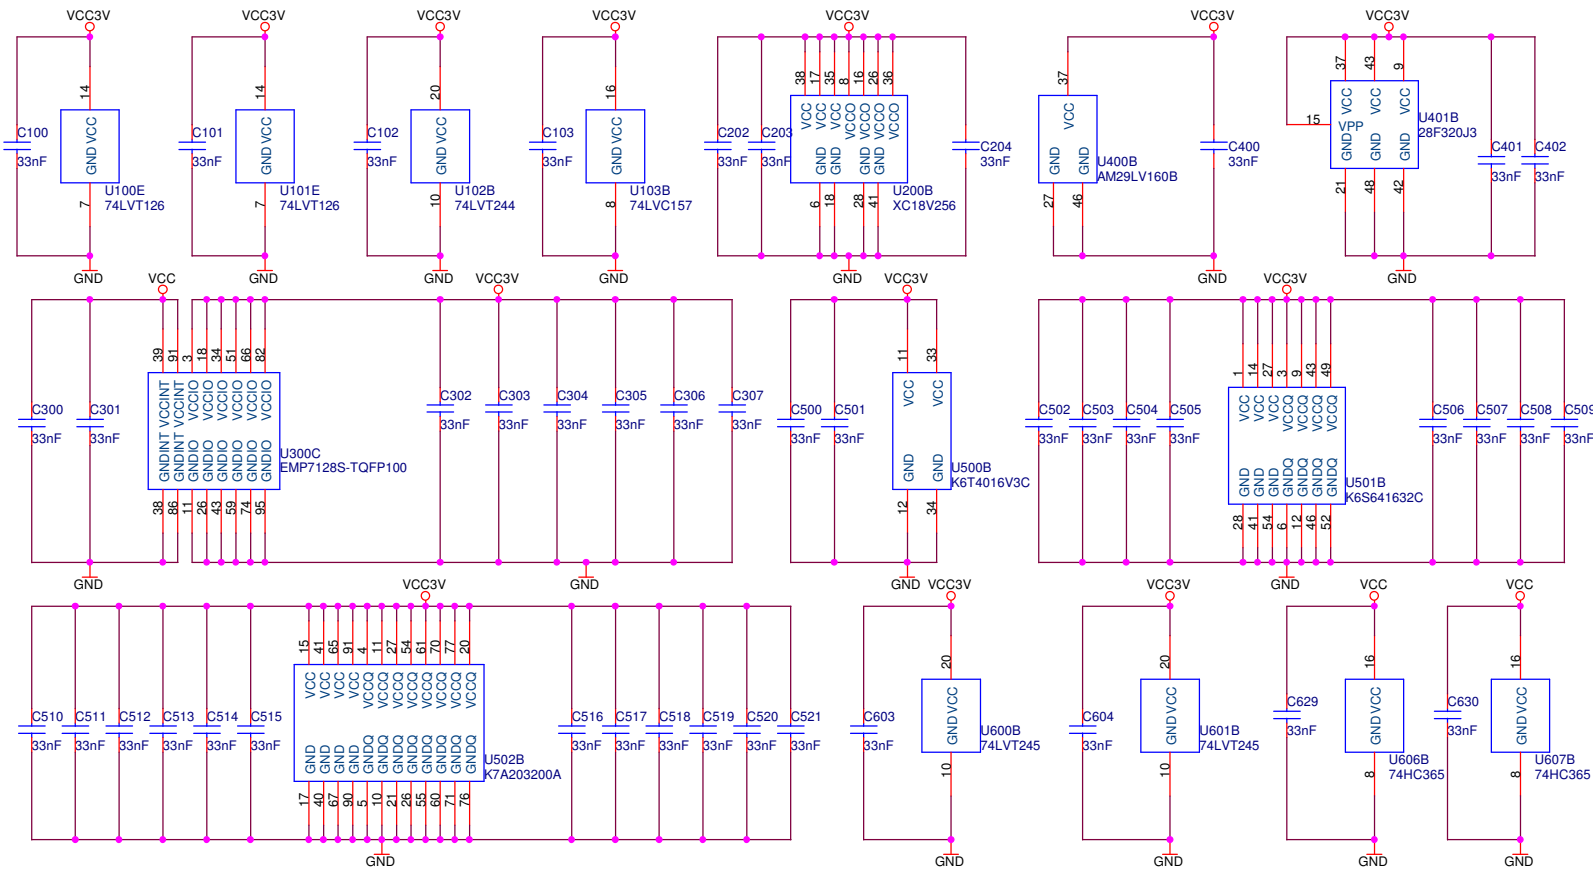 VCC3V
14
GND VCC
C100
33nF
U100E
74LVT126
7
GND
VCC3V
14
GND VCC
C101
33nF
U101E
74LVT126
7
GND
VCC3V
20
GND VCC
C102
33nF
U102B
74LVT244
10
GND
VCC3V
16
GND VCC
C103
33nF
U103B
74LVC157
8
GND
VCC3V
38 17 35 8 16 26 36
VCC VCC VCC VCCO VCCO VCCO VCCO
GND GND GND GND
C202
33nF
C203
33nF
C204
33nF
U200B
XC18V256
6 18 28 41
GND
VCC3V
37
VCC
GND GND
U400B
AM29LV160B
27 46
C400
33nF
GND
VCC3V
37 43 9
VCC VCC VCC
15
VPP
GND GND GND
U401B
28F320J3
21 48 42
C401
33nF
C402
33nF
GND
VCC
39 91 3 18 34 51 66 82
VCCINT VCCINT VCCIO VCCIO VCCIO VCCIO VCCIO VCCIO
GNDINT GNDINT GNDIO GNDIO GNDIO GNDIO GNDIO GNDIO
C300
33nF
C301
33nF
U300C
EMP7128S-TQFP100
38 86 11 26 43 59 74 95
GND
VCC3V
C302
33nF
C303
33nF
C304
33nF
C305
33nF
C306
33nF
C307
33nF
GND
VCC3V
11 33
VCC VCC
GND GND
C500
33nF
C501
33nF
U500B
K6T4016V3C
12 34
GND
VCC3V
1 14 27 3 9 43 49
VCC VCC VCC VCCQ VCCQ VCCQ VCCQ
GND GND GND GNDQ GNDQ GNDQ GNDQ
C502
33nF
C503
33nF
C504
33nF
C505
33nF
U501B
K6S641632C
28 41 54 6 12 46 52
C506
33nF
C507
33nF
C508
33nF
C509
33nF
GND
VCC3V
15 41 65 91 4 11 27 54 61 70 77 20
VCC VCC VCC VCC VCCQ VCCQ VCCQ VCCQ VCCQ VCCQ VCCQ VCCQ
GND GND GND GND GNDQ GNDQ GNDQ GNDQ GNDQ GNDQ GNDQ GNDQ
C510
33nF
C511
33nF
C512
33nF
C513
33nF
C514
33nF
C515
33nF
U502B
K7A203200A
17 40 67 90 5 10 21 26 55 60 71 76
C516
33nF
C517
33nF
C518
33nF
C519
33nF
C520
33nF
C521
33nF
GND
VCC3V
20
GND VCC
C603
33nF
U600B
74LVT245
10
GND
VCC3V
20
GND VCC
C604
33nF
U601B
74LVT245
10
GND
VCC
16
GND VCC
C629
33nF
U606B
74HC365
8
GND
VCC
16
GND VCC
C630
33nF
U607B
74HC365
8
GND